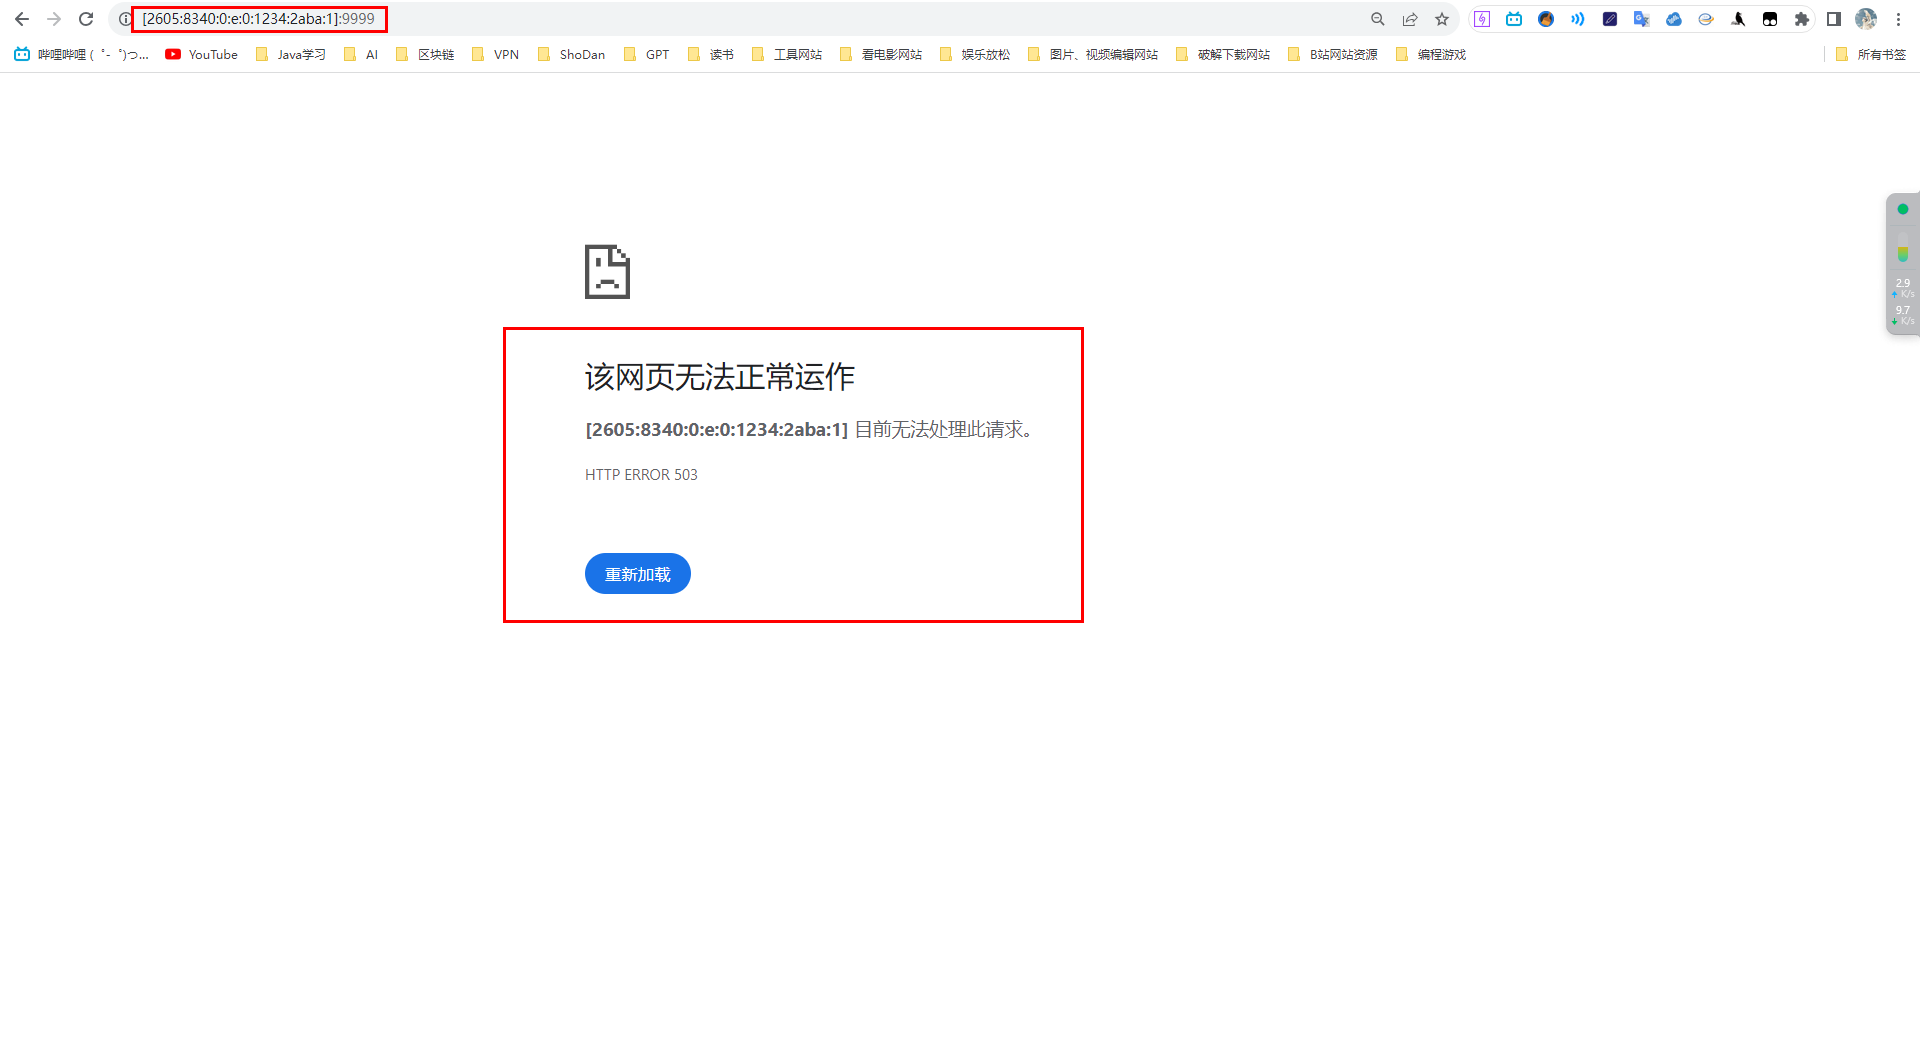 [2605:8340:0:e:0:1234:2aba:1]:9999
哔哩哔哩 (゜-゜)つ... YouTube Java学习 AI 区块链 VPN ShoDan GPT 读书 工具网站 看电影网站 娱乐放松 图片、视频编辑网站 破解下载网站 B站网站资源 编程游戏 所有书签
2.9
K/s
9.7
K/s
该网页无法正常运作
[2605:8340:0:e:0:1234:2aba:1] 目前无法处理此请求。
HTTP ERROR 503
重新加载